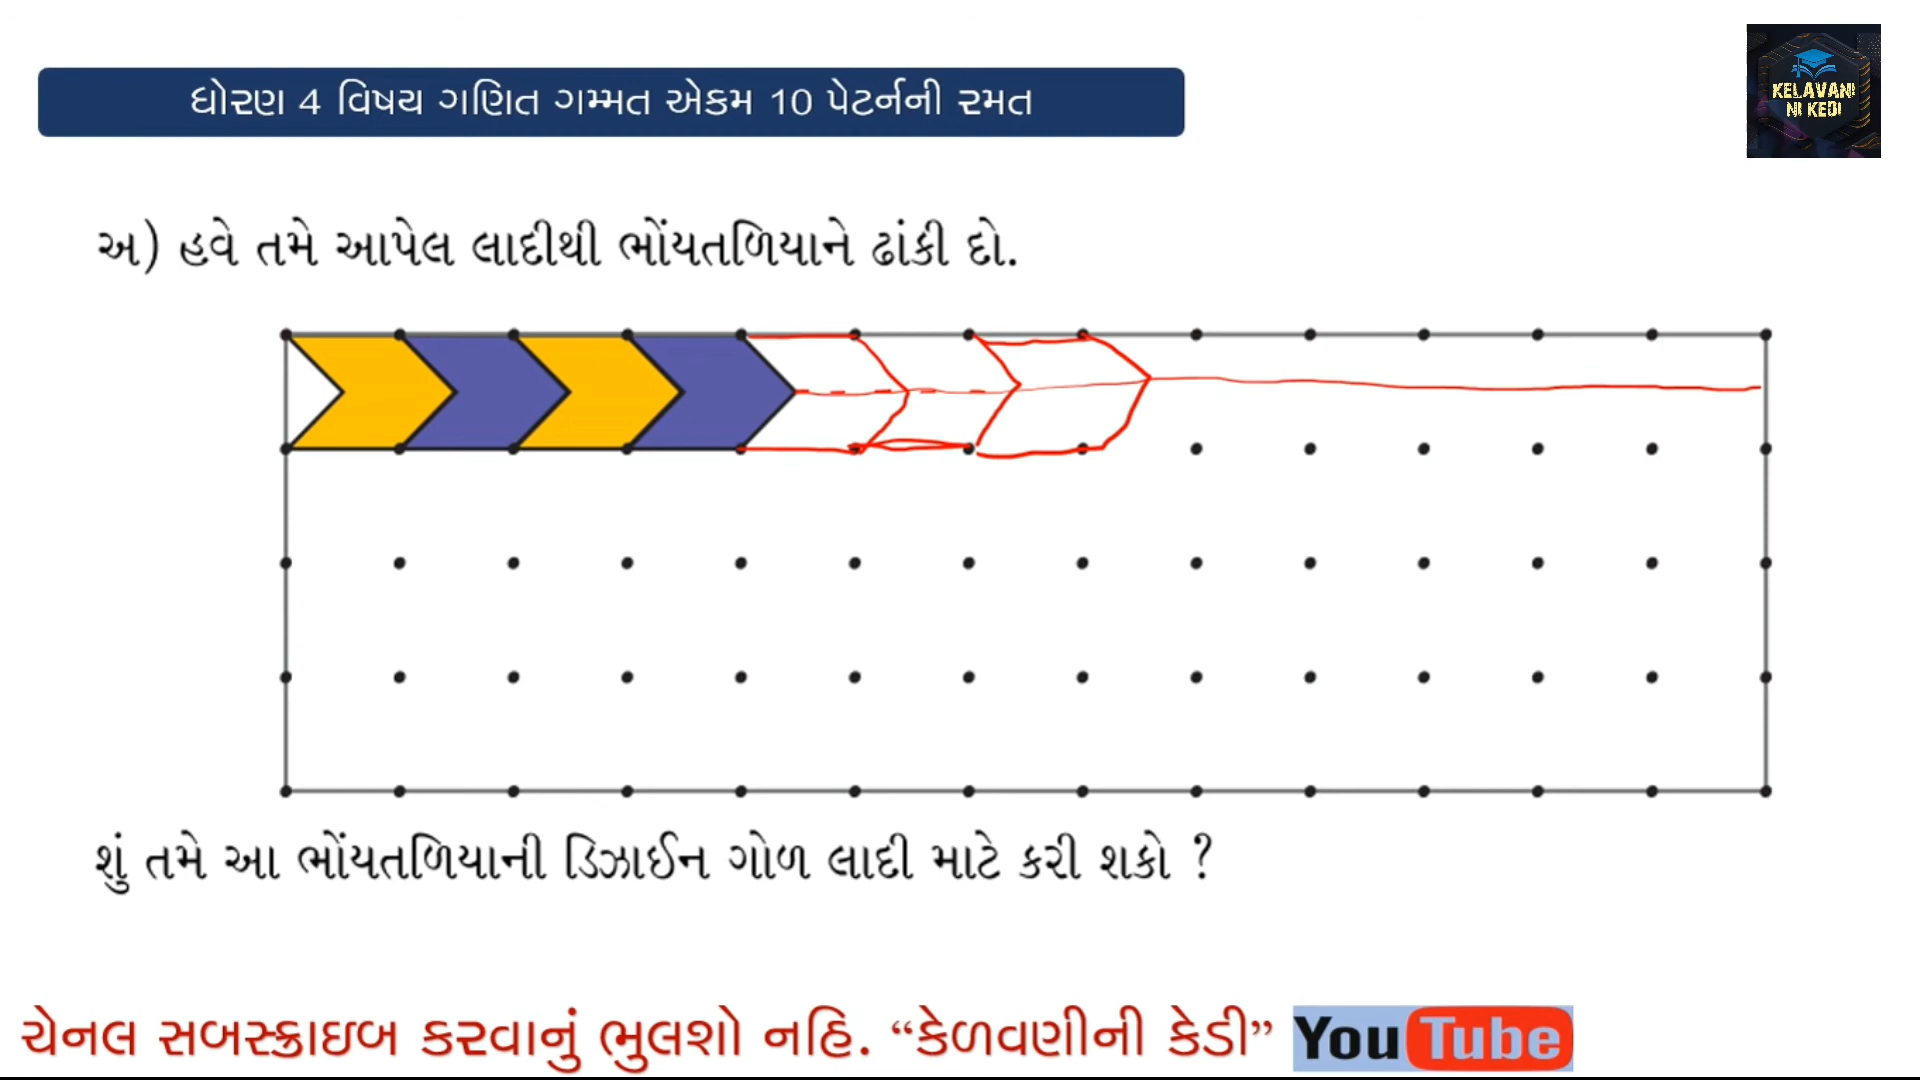 ધોરણ 4 વિષય ગણિત ગમ્મત એકમ 10 પેટર્નની રમત
KELAVANI
NI KEDI
અ) હવે તમે આપેલ લાદીથી ભોંયતળિયાને ઢાંકી દો.
શું તમે આ ભોંયતળિયાની ડિઝાઈન ગોળ લાદી માટે કરી શકો ?
ચેનલ સબસ્ક્રાઇબ કરવાનું ભુલશો નહિ. “કેળવણીની કેડી” YouTube